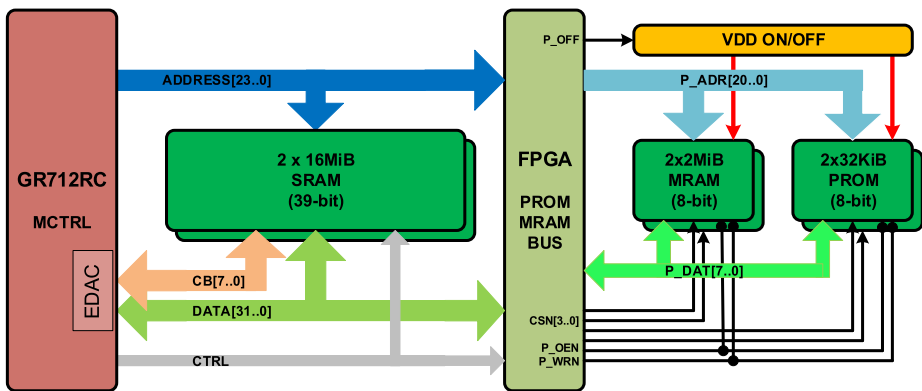 GR712RC
MCTRL
EDAC
ADDRESS[23..0]
2 x 16MiB
SRAM
(39-bit)
CB[7..0]
DATA[31..0]
CTRL
FPGA
PROM
MRAM
BUS
P_OFF
VDD ON/OFF
P_ADR[20..0]
2x2MiB
MRAM
(8-bit)
2x32KiB
PROM
(8-bit)
P_DAT[7..0]
CSN[3..0]
P_OEN
P_WRN